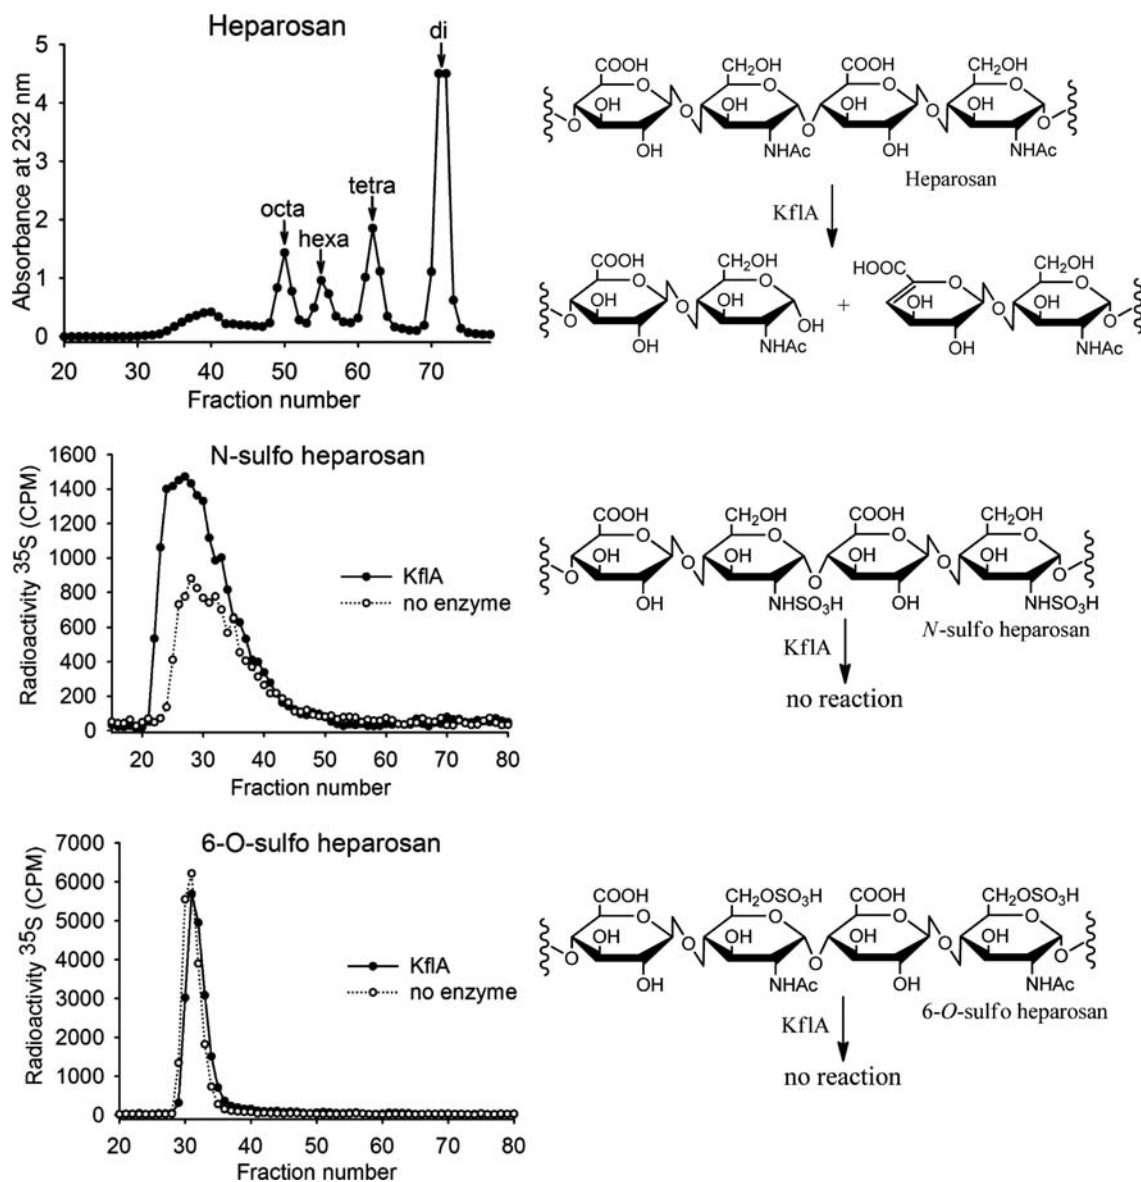 Heparosan
di
octa
hexa
tetra
Absorbance at 232 nm
5
4
3
2
1
0
20 30 40 50 60 70
Fraction number
COOH CH₂OH COOH CH₂OH
O O O O
OH OH OH OH
O O O O O
OH NHAc OH NHAc
Heparosan
KflA
COOH CH₂OH HOOC CH₂OH
O O + O O
OH OH OH OH
O O OH O O
OH NHAc OH NHAc
N-sulfo heparosan
Radioactivity ³⁵S (CPM)
1600
1400
1200
1000
800
600
400
200
0
KflA
no enzyme
20 30 40 50 60 70 80
Fraction number
COOH CH₂OH COOH CH₂OH
O O O O
OH OH OH OH
O O O O O
OH NHSO₃H OH NHSO₃H
N-sulfo heparosan
KflA
no reaction
6-O-sulfo heparosan
Radioactivity ³⁵S (CPM)
7000
6000
5000
4000
3000
2000
1000
0
KflA
no enzyme
20 30 40 50 60 70 80
Fraction number
COOH CH₂OSO₃H COOH CH₂OSO₃H
O O O O
OH OH OH OH
O O O O O
OH NHAc OH NHAc
6-O-sulfo heparosan
KflA
no reaction